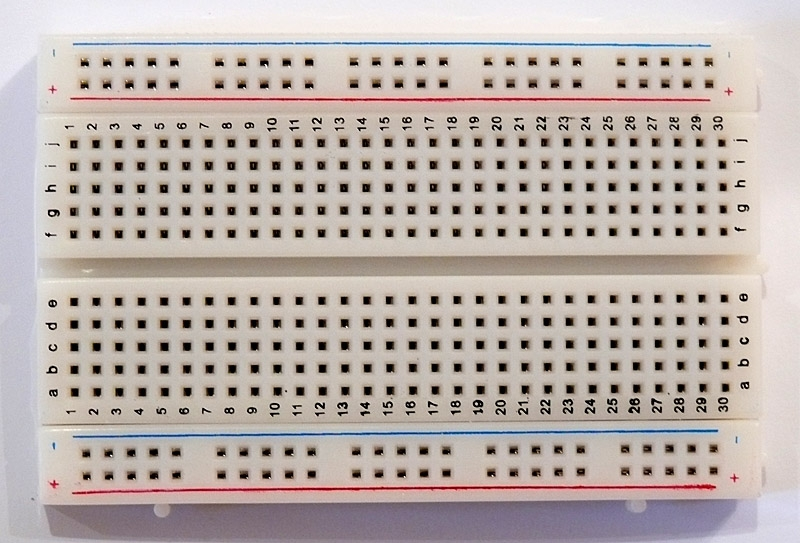 - -
+ +
1 2 3 4 5 6 7 8 9 10 11 12 13 14 15 16 17 18 19 20 21 22 23 24 25 26 27 28 29 30
j j
i i
h h
g g
f f
e e
d d
c c
b b
a a
1 2 3 4 5 6 7 8 9 10 11 12 13 14 15 16 17 18 19 20 21 22 23 24 25 26 27 28 29 30
- -
+ +